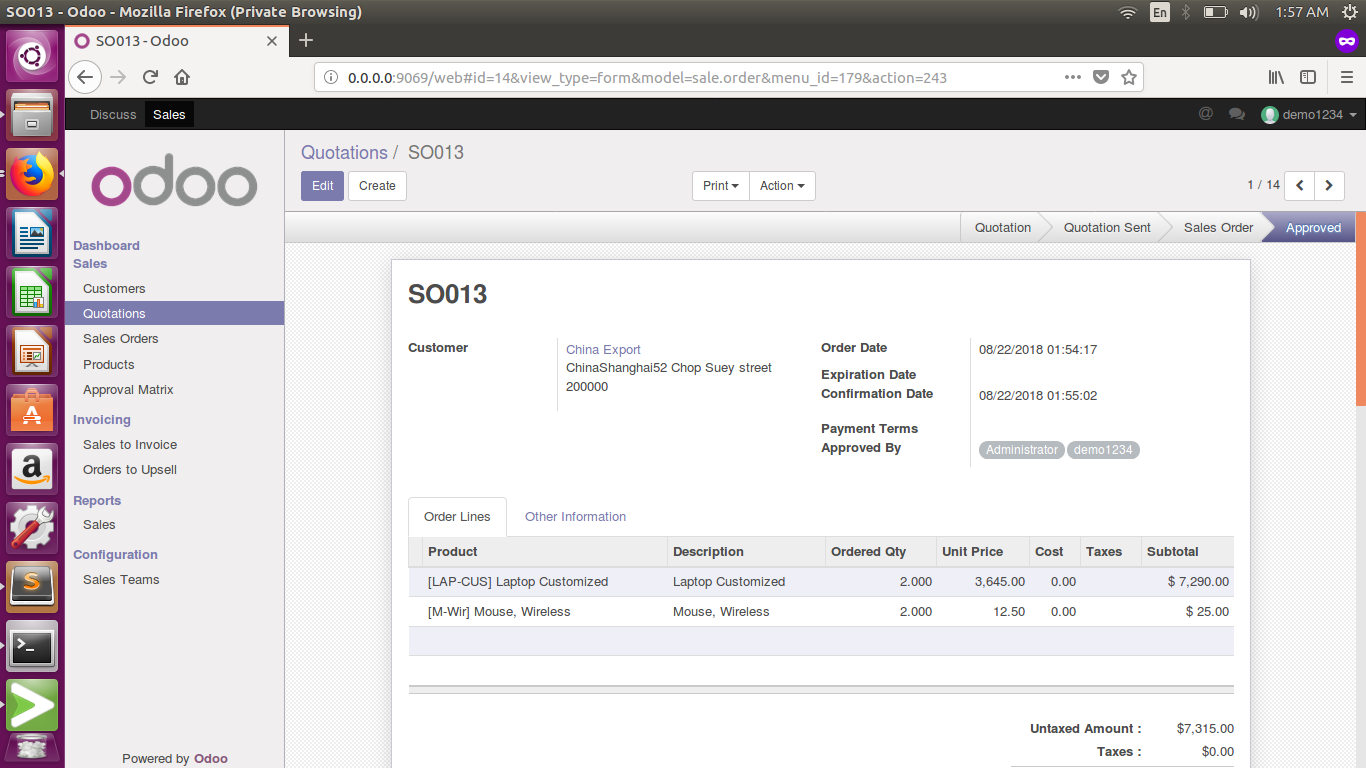 SO013 - Odoo - Mozilla Firefox (Private Browsing)
En
1:57 AM
SO013 - Odoo
0.0.0.0:9069/web#id=14&view_type=form&model=sale.order&menu_id=179&action=243
Discuss
Sales
@
demo1234
odoo
Dashboard
Sales
Customers
Quotations
Sales Orders
Products
Approval Matrix
Invoicing
Sales to Invoice
Orders to Upsell
Reports
Sales
Configuration
Sales Teams
Powered by Odoo
Quotations / SO013
Edit
Create
Print
Action
1 / 14
Quotation
Quotation Sent
Sales Order
Approved
SO013
Customer
China Export
ChinaShanghai52 Chop Suey street
200000
Order Date 08/22/2018 01:54:17
Expiration Date
Confirmation Date 08/22/2018 01:55:02
Payment Terms
Approved By Administrator demo1234
Order Lines
Other Information
Product Description Ordered Qty Unit Price Cost Taxes Subtotal
[LAP-CUS] Laptop Customized Laptop Customized 2.000 3,645.00 0.00 $ 7,290.00
[M-Wir] Mouse, Wireless Mouse, Wireless 2.000 12.50 0.00 $ 25.00
Untaxed Amount : $7,315.00
Taxes : $0.00